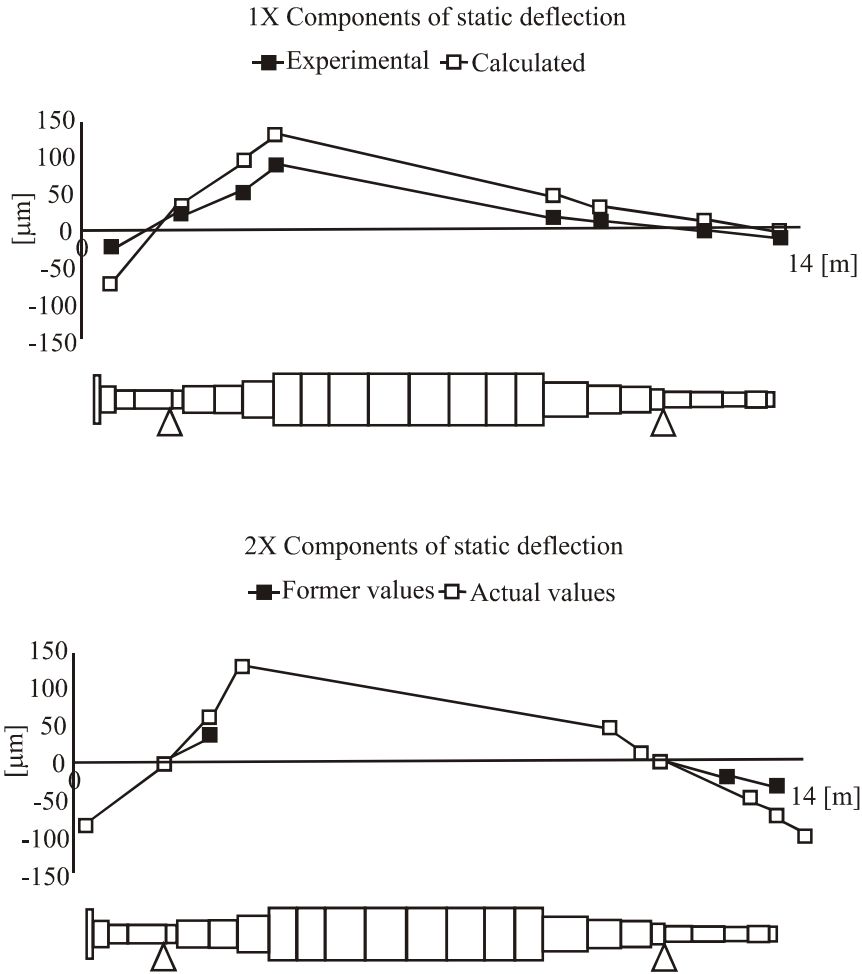 1X Components of static deflection
Experimental Calculated
150
100
50
0
-50
-100
-150
[μm]
0
14 [m]
2X Components of static deflection
Former values Actual values
150
100
50
0
-50
-100
-150
[μm]
0
14 [m]